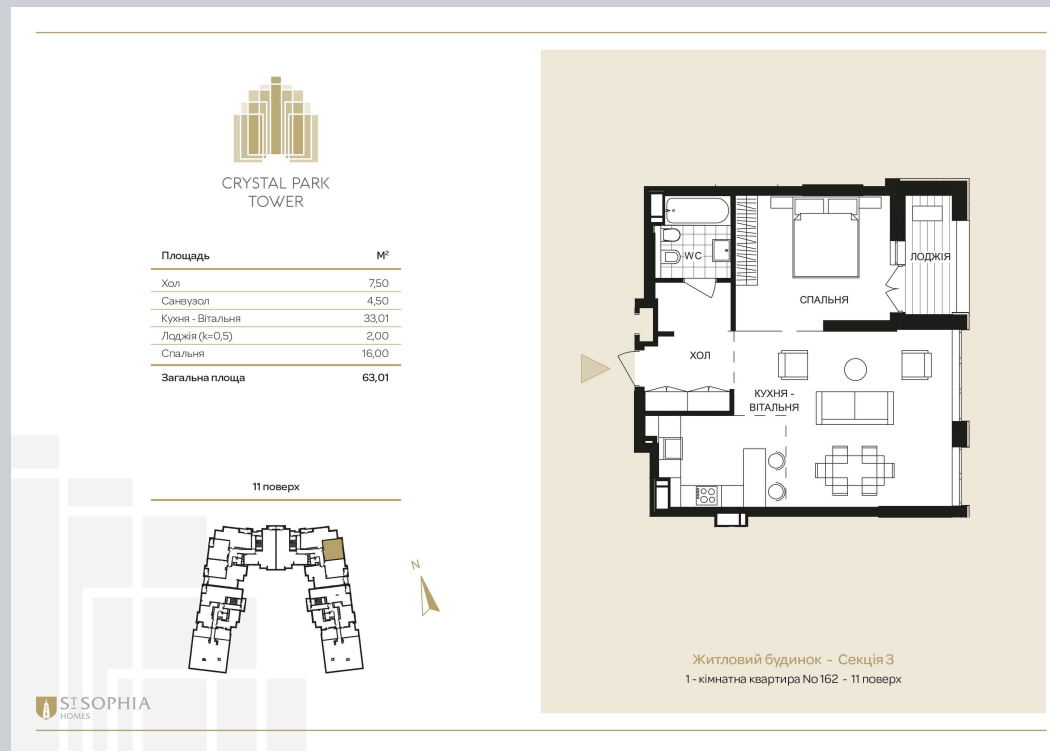 CRYSTAL PARK
TOWER
Площадь М²
Хол 7,50
Санвузол 4,50
Кухня - Вітальня 33,01
Лоджія (k=0,5) 2,00
Спальня 16,00
Загальна площа 63,01
11 поверх
N
ST SOPHIA
HOMES
WC
СПАЛЬНЯ
ЛОДЖІЯ
ХОЛ
КУХНЯ -
ВІТАЛЬНЯ
Житловий будинок - Секція 3
1 - кімнатна квартира No 162 - 11 поверх